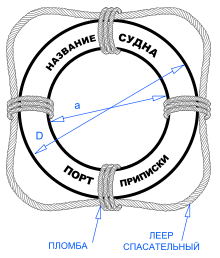 НАЗВАНИЕ СУДНА
a
D
ПОРТ ПРИПИСКИ
ПЛОМБА
ЛЕЕР
СПАСАТЕЛЬНЫЙ